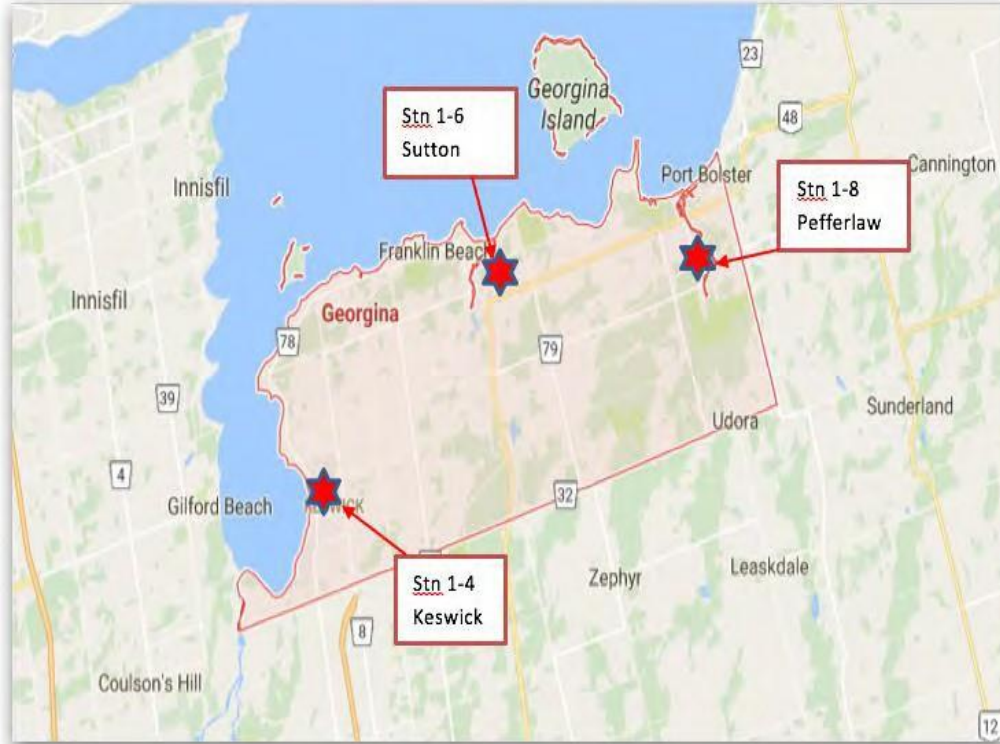 Georgina
Island
23
48
Stn 1-6
Sutton
Cannington
Port Bolster
Innisfil
Stn 1-8
Pefferlaw
Franklin Beach
Innisfil
Georgina
78
79
39
Sunderland
Udora
4
32
Gilford Beach
Leaskdale
Zephyr
Stn 1-4
Keswick
8
Coulson's Hill
12